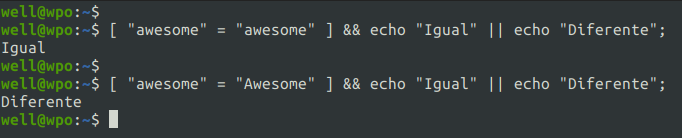 well@wpo:~$
well@wpo:~$ [ "awesome" = "awesome" ] && echo "Igual" || echo "Diferente";
Igual
well@wpo:~$
well@wpo:~$ [ "awesome" = "Awesome" ] && echo "Igual" || echo "Diferente";
Diferente
well@wpo:~$